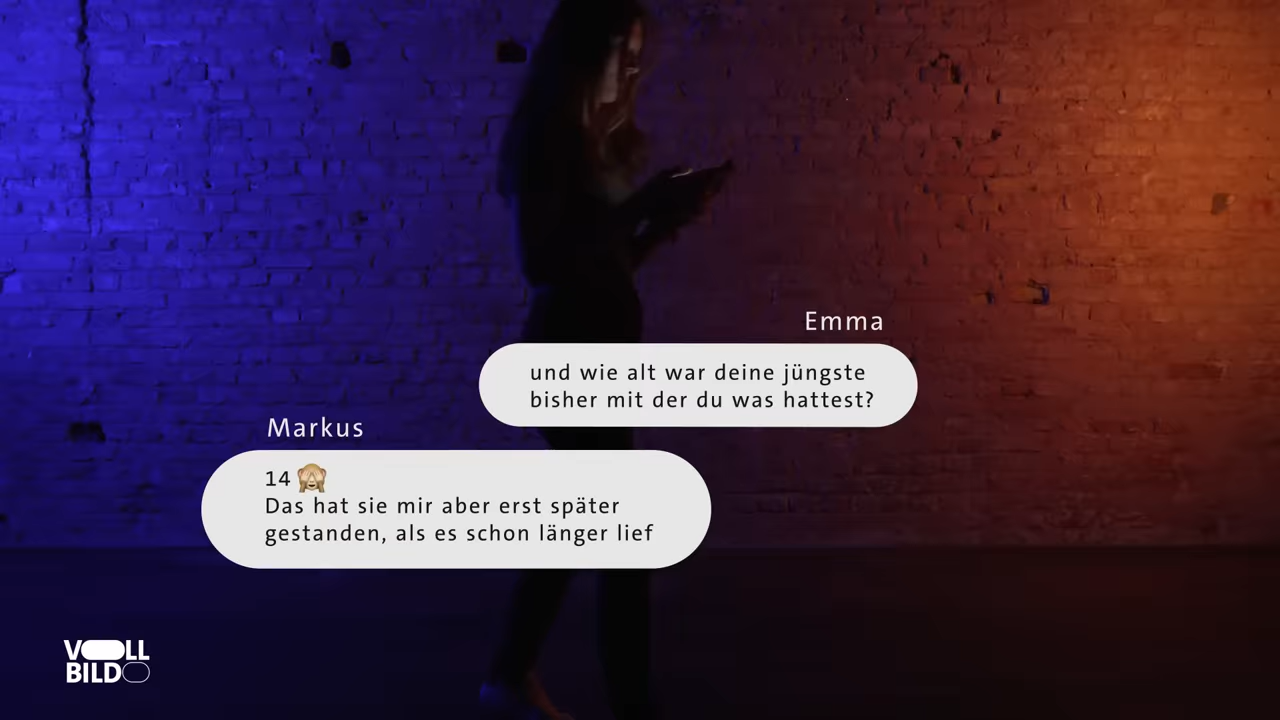 Emma
und wie alt war deine jüngste
bisher mit der du was hattest?
Markus
14 🙈
Das hat sie mir aber erst später
gestanden, als es schon länger lief
VOLL
BILD